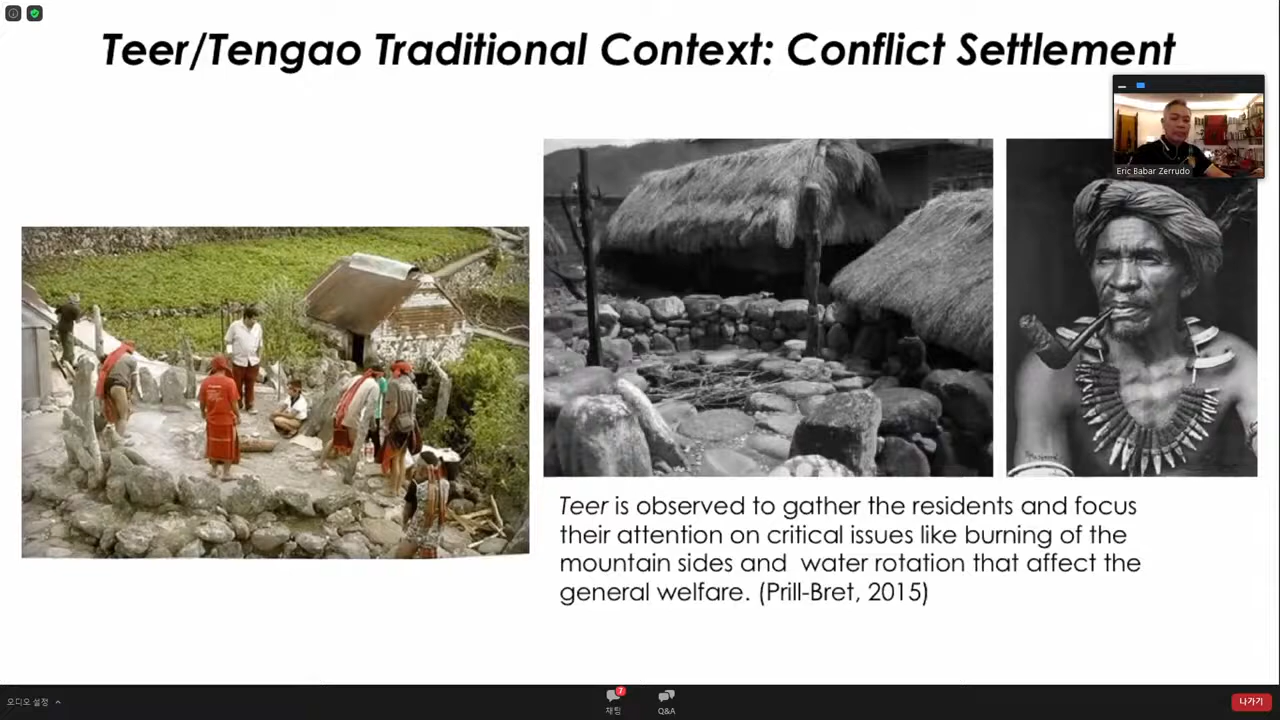 Teer/Tengao Traditional Context: Conflict Settlement
Eric Babar Zerrudo
Teer is observed to gather the residents and focus
their attention on critical issues like burning of the
mountain sides and water rotation that affect the
general welfare. (Prill-Bret, 2015)
오디오 설정
7
채팅
Q&A
나가기